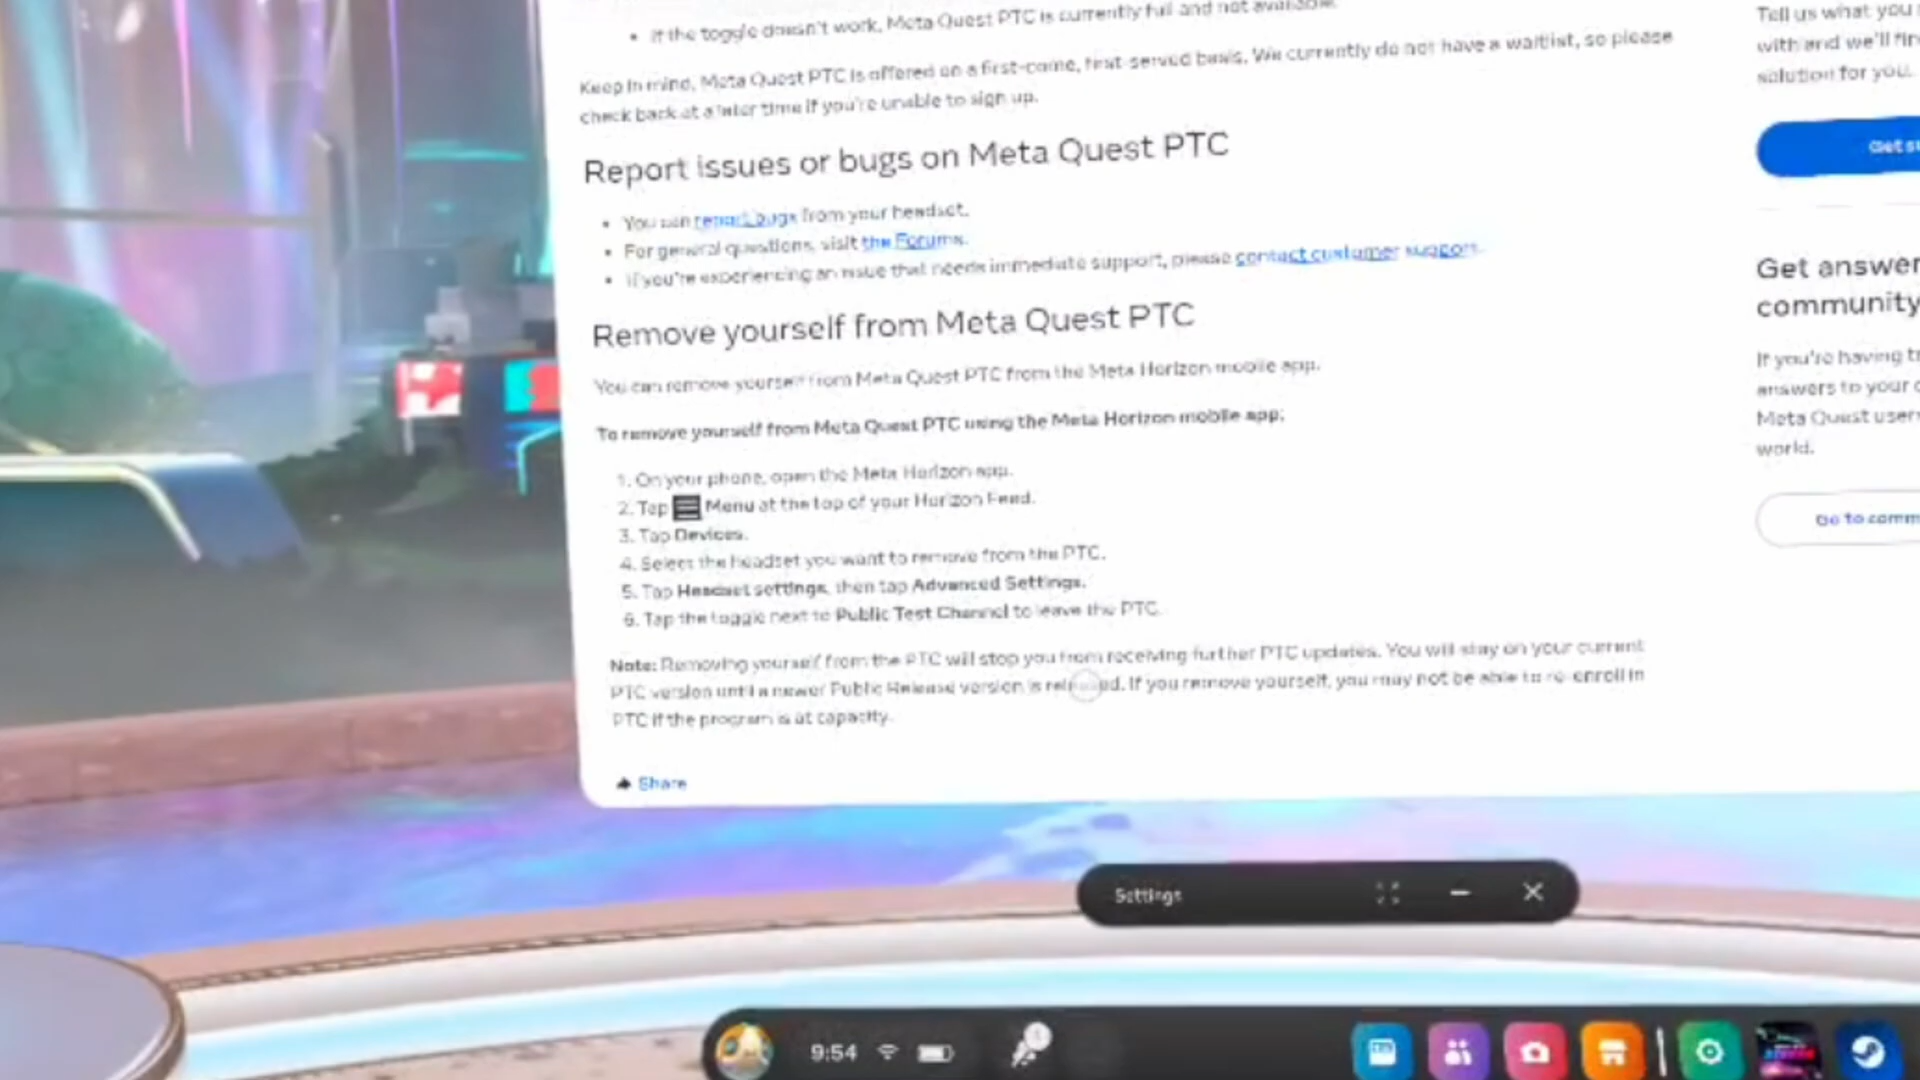 If the toggle doesn't work, Meta Quest PTC is currently full and not available.
Keep in mind, Meta Quest PTC is offered on a first-come, first-served basis. We currently do not have a waitlist, so please
check back at a later time if you're unable to sign up.
Report issues or bugs on Meta Quest PTC
You can report bugs from your headset.
For general questions, visit the Forums.
If you're experiencing an issue that needs immediate support, please contact customer support.
Remove yourself from Meta Quest PTC
You can remove yourself from Meta Quest PTC from the Meta Horizon mobile app.
To remove yourself from Meta Quest PTC using the Meta Horizon mobile app:
1. On your phone, open the Meta Horizon app.
2. Tap Menu at the top of your Horizon Feed.
3. Tap Devices.
4. Select the headset you want to remove from the PTC.
5. Tap Headset settings, then tap Advanced Settings.
6. Tap the toggle next to Public Test Channel to leave the PTC.
Note: Removing yourself from the PTC will stop you from receiving further PTC updates. You will stay on your current
PTC version until a newer Public Release version is released. If you remove yourself, you may not be able to re-enroll in
PTC if the program is at capacity.
Share
Tell us what you
with and we'll
solution for you.
Get
Get
community
If you're having
answers to your
Meta Quest
world.
Go to
Settings
9:54